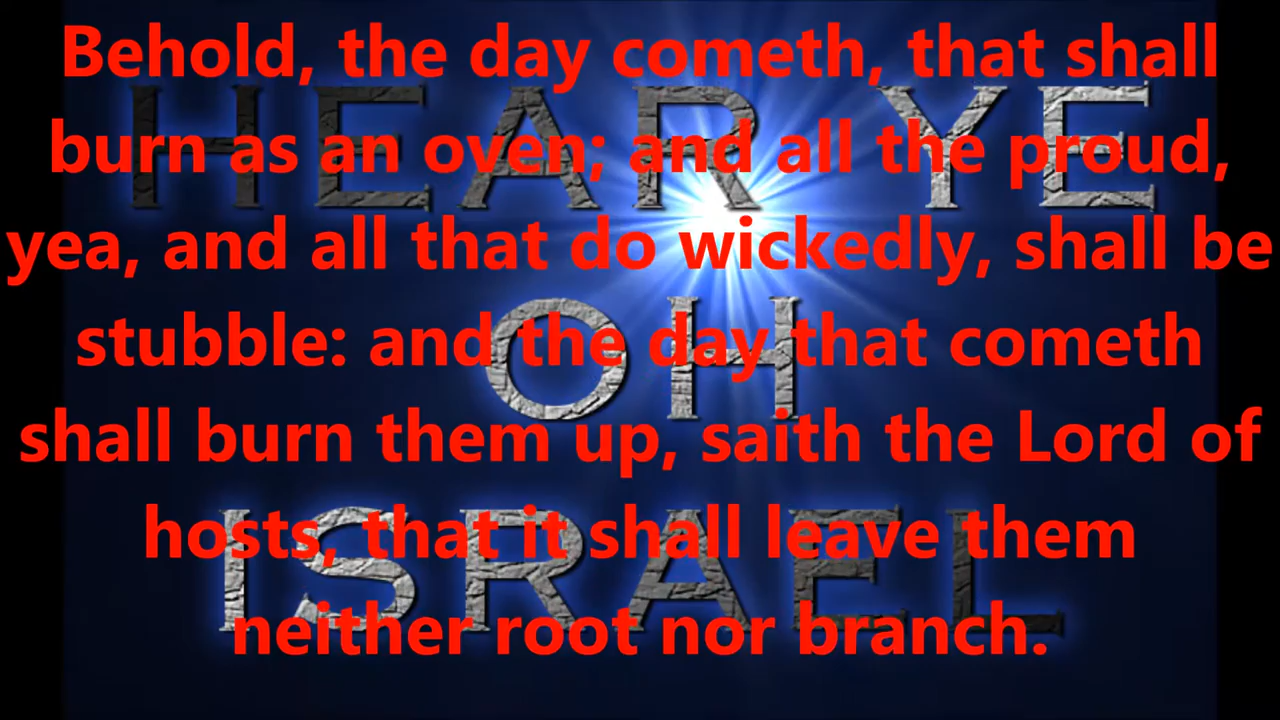 Behold, the day cometh, that shall
HEAR YE
burn as an oven; and all the proud,
yea, and all that do wickedly, shall be
OH
stubble: and the day that cometh
shall burn them up, saith the Lord of
ISRAEL
hosts, that it shall leave them
neither root nor branch.